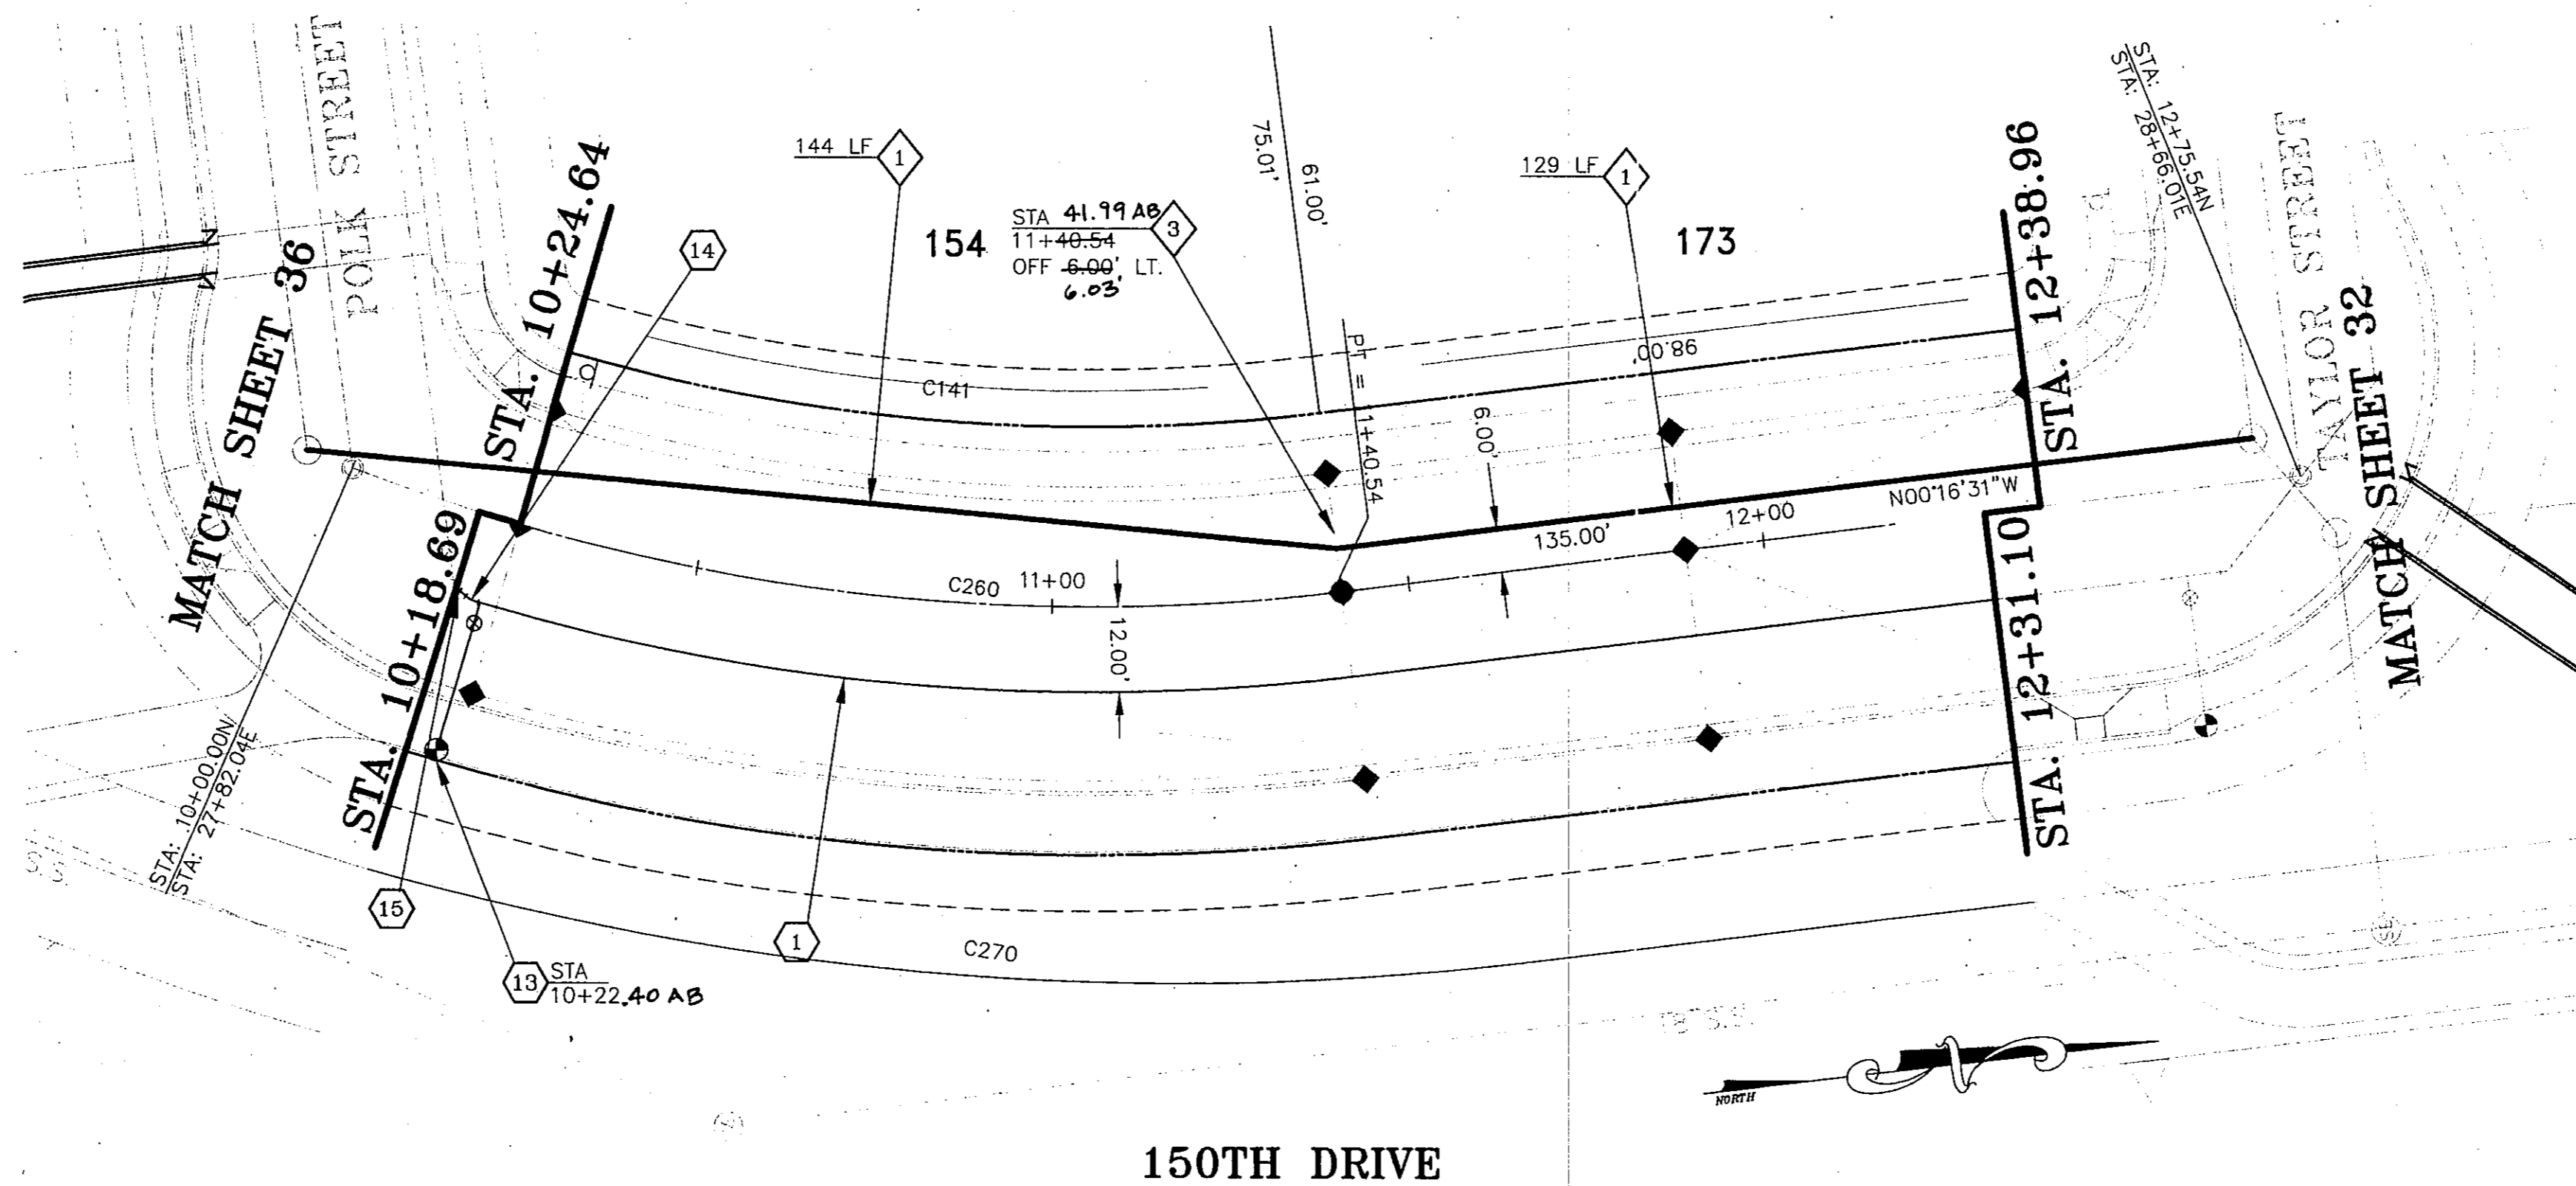 POLK STREET
MATCH SHEET 36
STA. 10+24.64
STA. 10+18.69
144 LF 1
14
154
STA 41.99 AB 3
11+40.54
OFF 6.00', LT.
6.03'
75.01'
61.00'
129 LF 1
173
STA: 12+75.54N
STA: 28+66.01E
STA. 12+38.96
TAYLOR STREET
MATCH SHEET 32
C141
98.00'
PT = 11+40.54
6.00'
N00°16'31"W
12+00
135.00'
C260
11+00
12.00'
STA. 12+31.10
STA: 10+00.00N
STA: 27+82.04E
S.S.
15
1
C270
13 STA
10+22.40 AB
S.S.
NORTH
150TH DRIVE